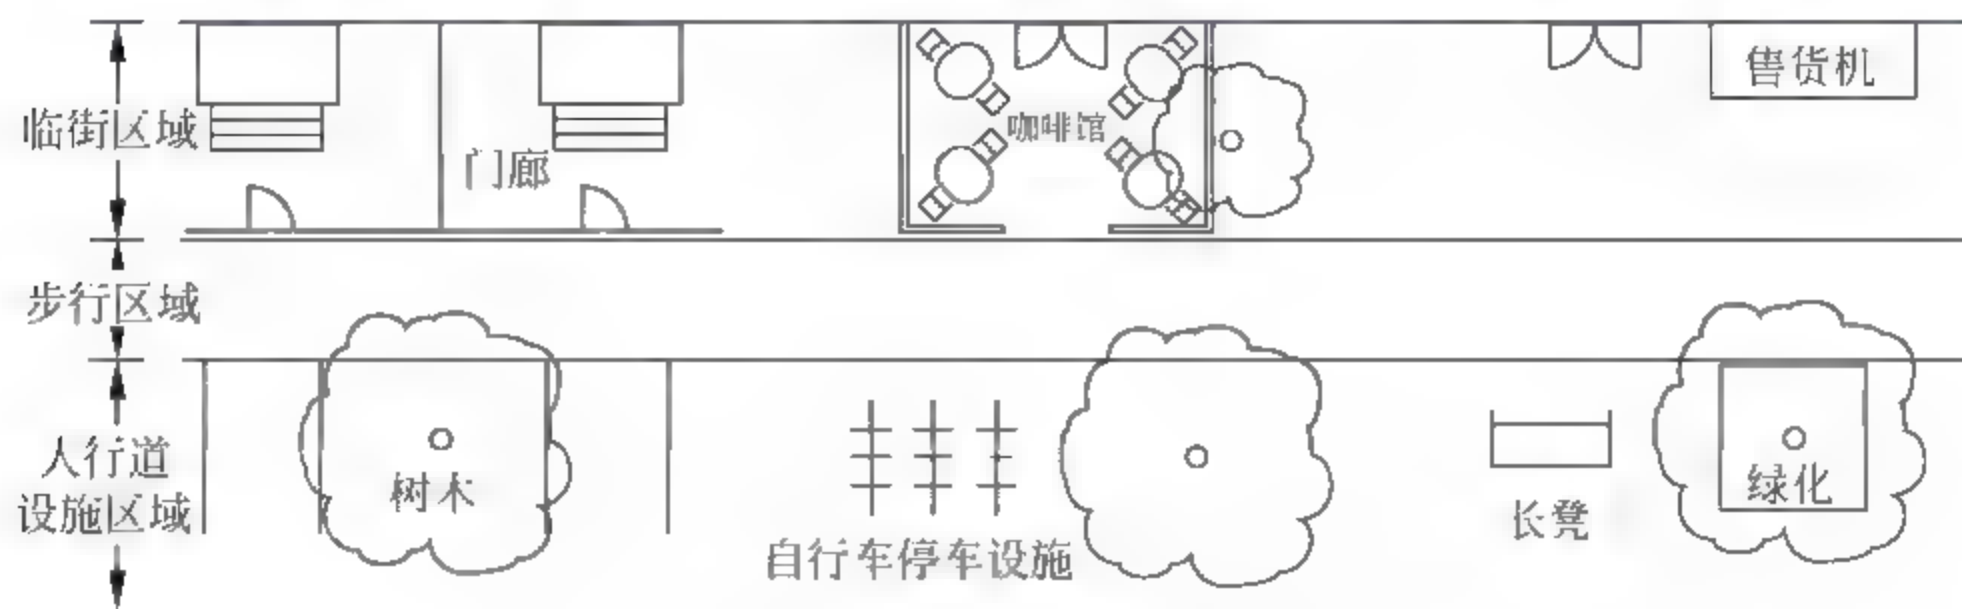 售货机
临街区域
咖啡馆
门廊
步行区域
人行道
设施区域
树木
绿化
长凳
自行车停车设施